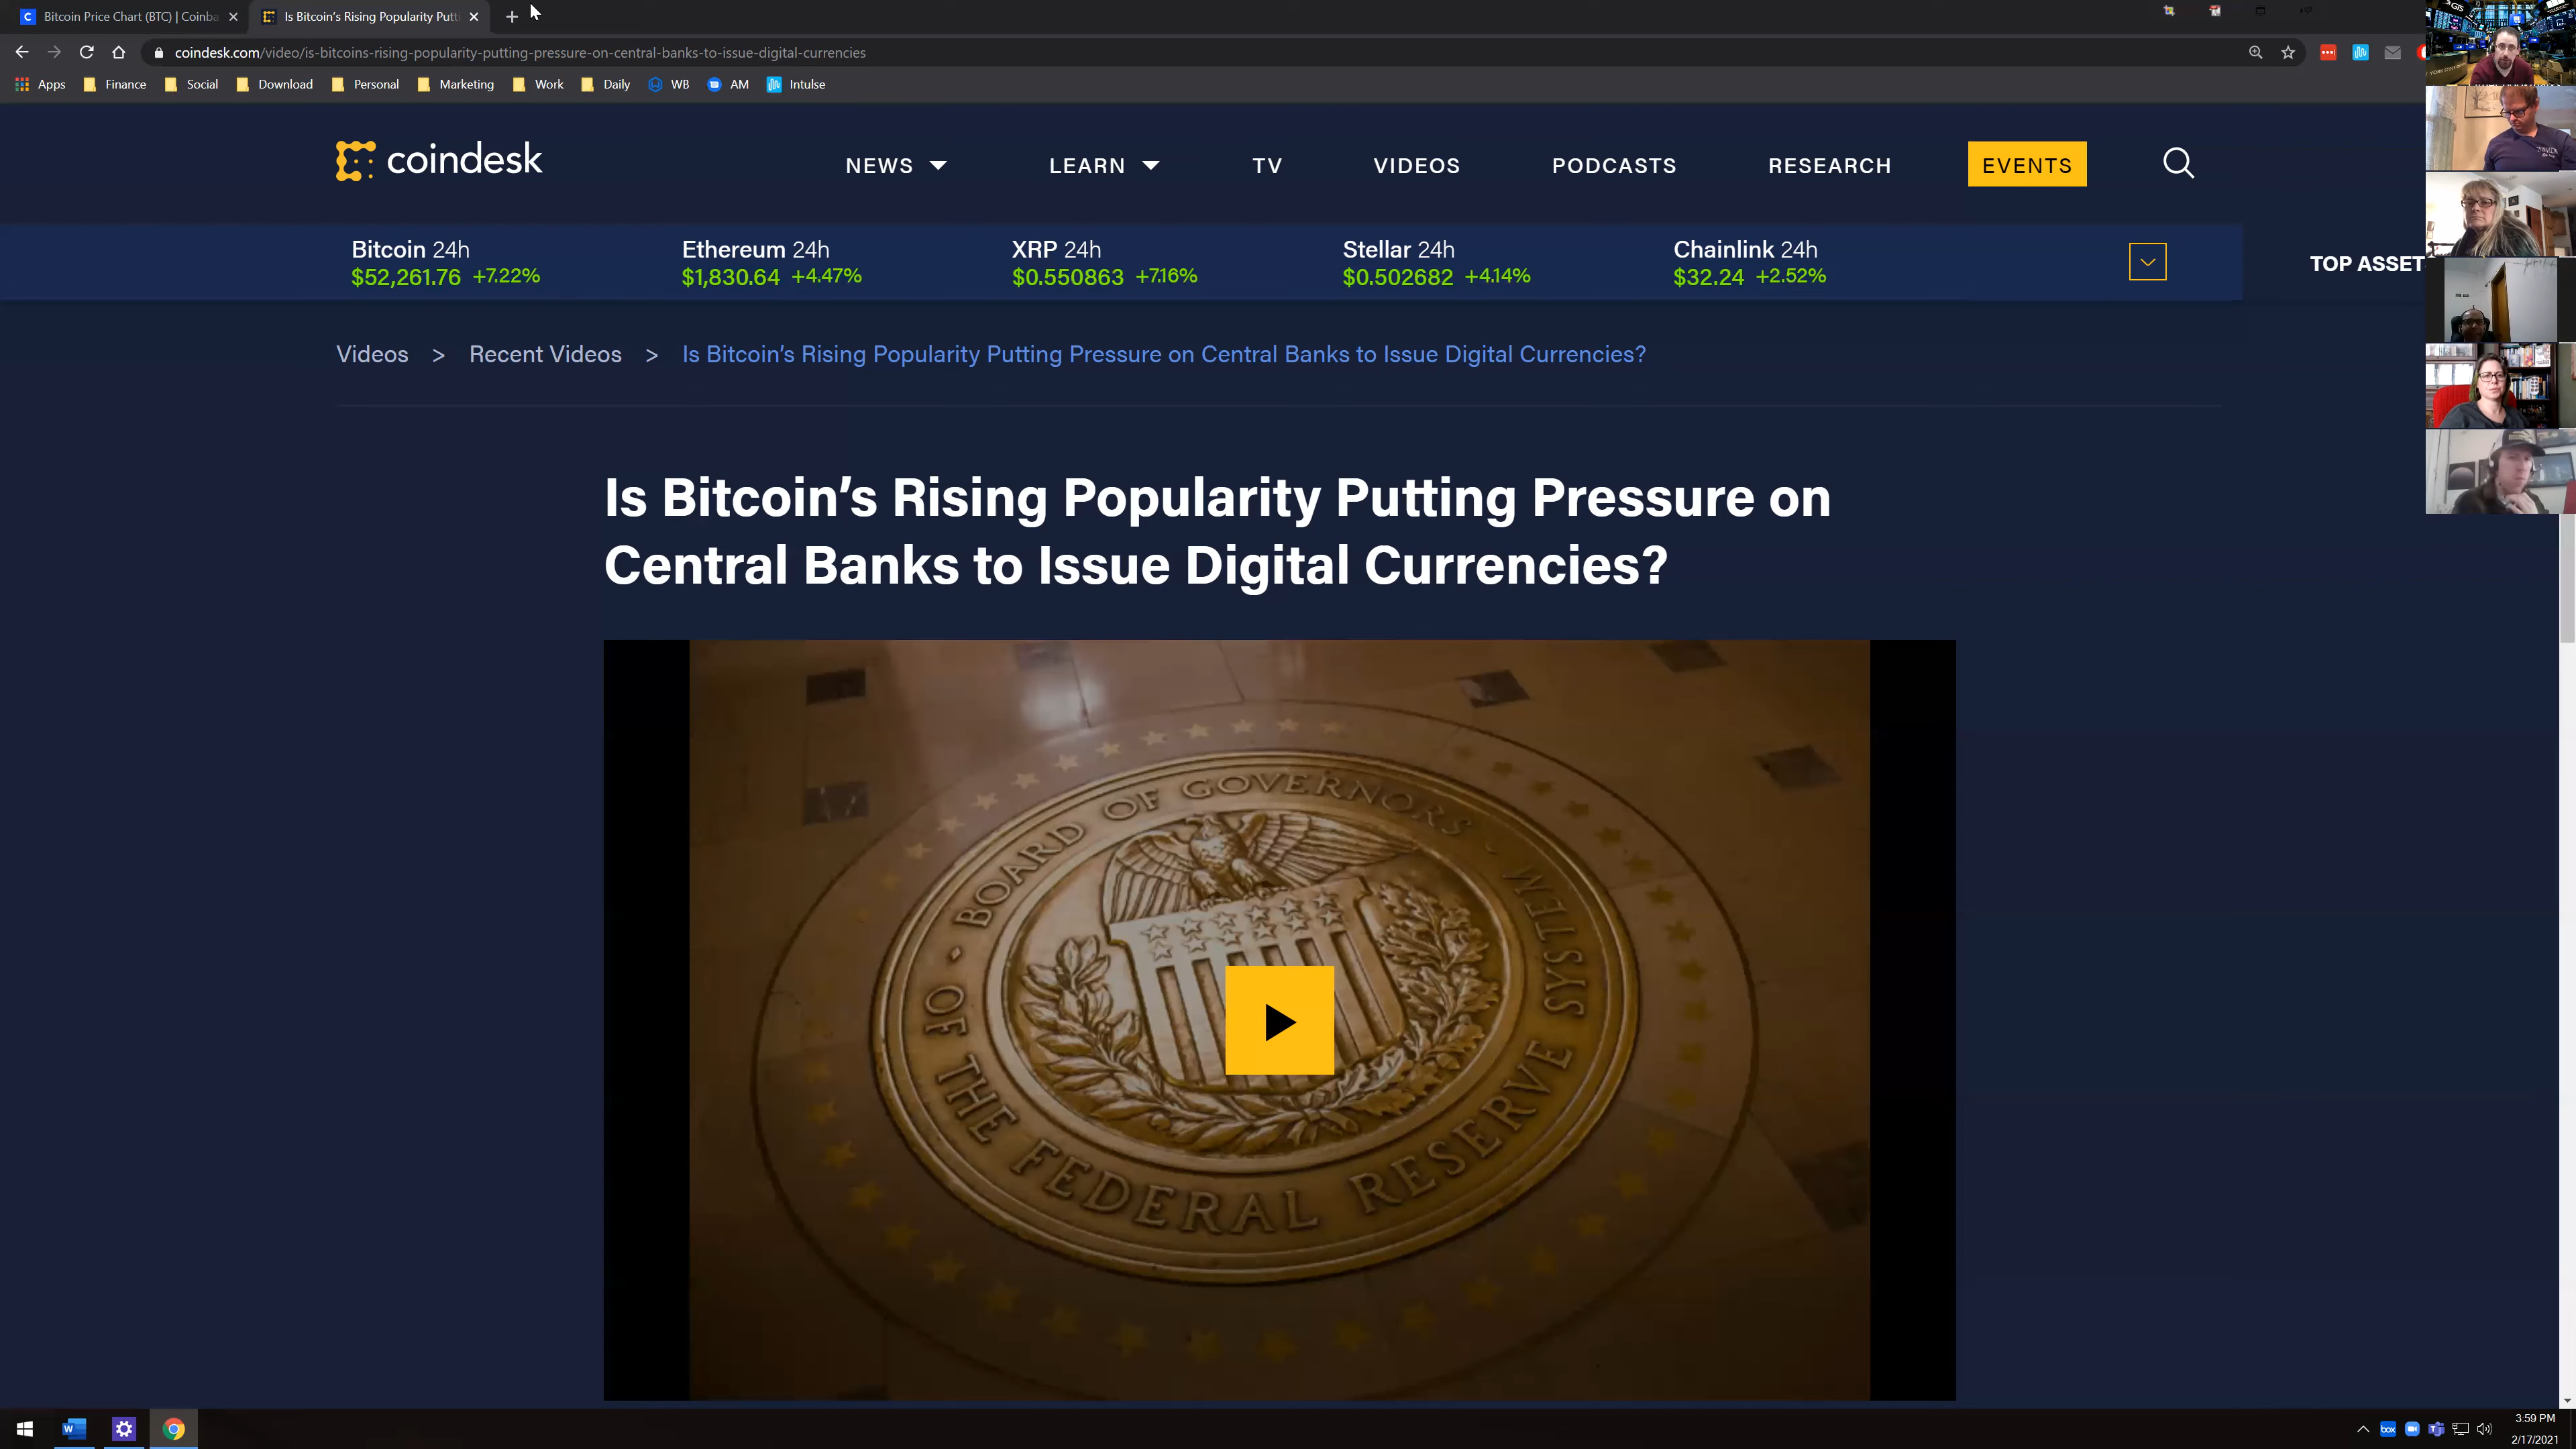 Bitcoin Price Chart (BTC) | Coinba
Is Bitcoin's Rising Popularity Putti
coindesk.com/video/is-bitcoins-rising-popularity-putting-pressure-on-central-banks-to-issue-digital-currencies
Apps Finance Social Download Personal Marketing Work Daily WB AM Intulse
coindesk
NEWS LEARN TV VIDEOS PODCASTS RESEARCH EVENTS
Bitcoin 24h Ethereum 24h XRP 24h Stellar 24h Chainlink 24h
$52,261.76 +7.22% $1,830.64 +4.47% $0.550863 +7.16% $0.502682 +4.14% $32.24 +2.52%
TOP ASSET
Videos > Recent Videos > Is Bitcoin’s Rising Popularity Putting Pressure on Central Banks to Issue Digital Currencies?
Is Bitcoin’s Rising Popularity Putting Pressure on
Central Banks to Issue Digital Currencies?
BOARD OF GOVERNORS
OF THE FEDERAL RESERVE SYSTEM
3:59 PM
2/17/2021